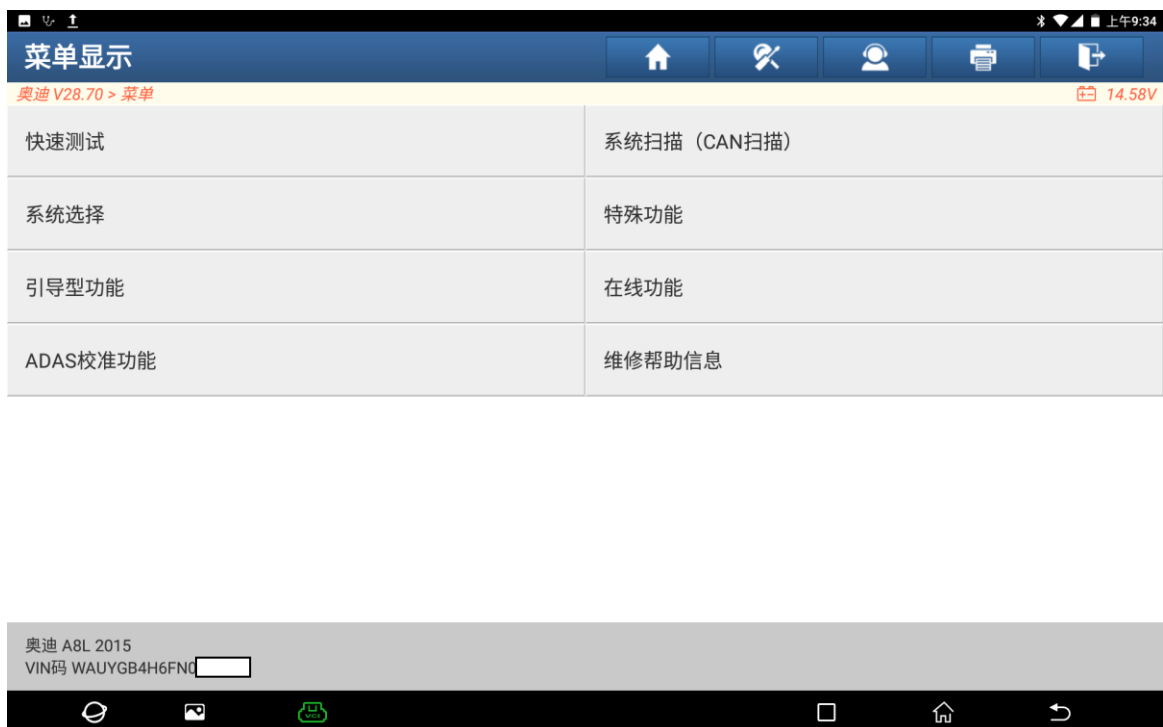 上午9:34
菜单显示
奥迪 V28.70 > 菜单
14.58V
快速测试
系统扫描（CAN扫描）
系统选择
特殊功能
引导型功能
在线功能
ADAS校准功能
维修帮助信息
奥迪 A8L 2015
VIN码 WAUYGB4H6FN0
VCI